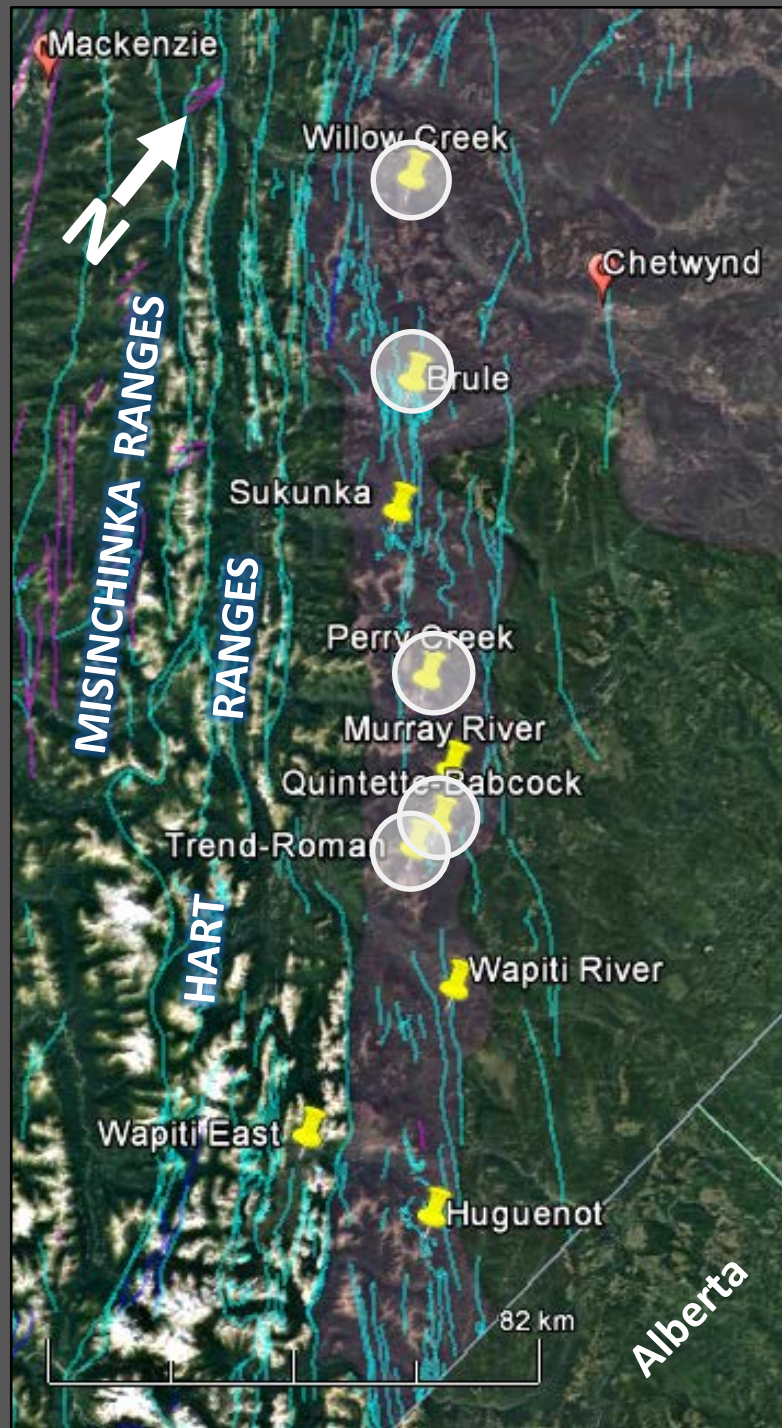 Mackenzie
Willow Creek
N
Chetwynd
MISINCHINKA RANGES
Brule
Sukunka
HART RANGES
Perry Creek
Murray River
Quintette-Babcock
Trend-Roman
Wapiti River
Wapiti East
Huguenot
Alberta
82 km